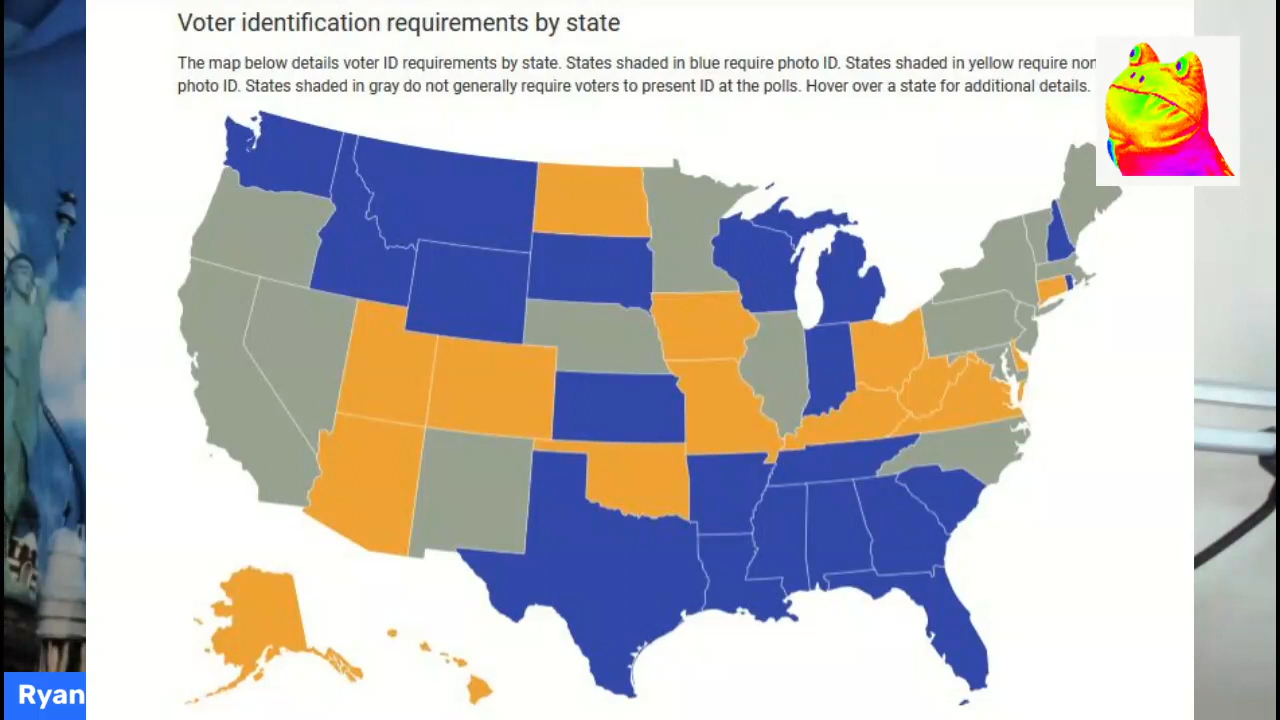 Voter identification requirements by state
The map below details voter ID requirements by state. States shaded in blue require photo ID. States shaded in yellow require non
photo ID. States shaded in gray do not generally require voters to present ID at the polls. Hover over a state for additional details.
Ryan